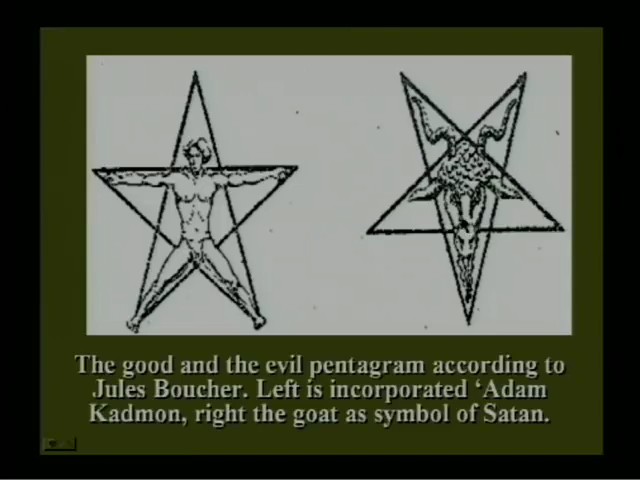 The good and the evil pentagram according to
Jules Boucher. Left is incorporated ‘Adam
Kadmon, right the goat as symbol of Satan.